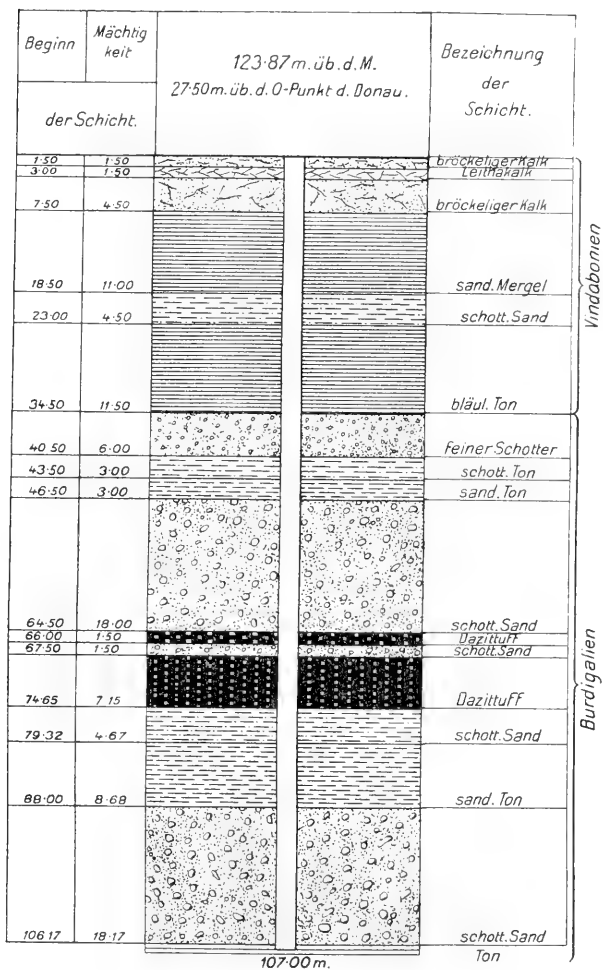 Beginn Mächtig keit
der Schicht.
123·87 m. üb. d. M.
27·50 m. üb. d. 0-Punkt d. Donau.
Bezeichnung
der
Schicht.
1·50 1·50 bröckeliger Kalk
3·00 1·50 Leithakalk
7·50 4·50 bröckeliger Kalk
18·50 11·00 sand. Mergel
23·00 4·50 schott. Sand
34·50 11·50 bläul. Ton
40·50 6·00 feiner Schotter
43·50 3·00 schott. Ton
46·50 3·00 sand. Ton
64·50 18·00 schott. Sand
66·00 1·50 Dazittuff
67·50 1·50 schott. Sand
74·65 7·15 Dazittuff
79·32 4·67 schott. Sand
88·00 8·68 sand. Ton
106·17 18·17 schott. Sand
Ton
107·00 m.
Vindabonien
Burdigalien